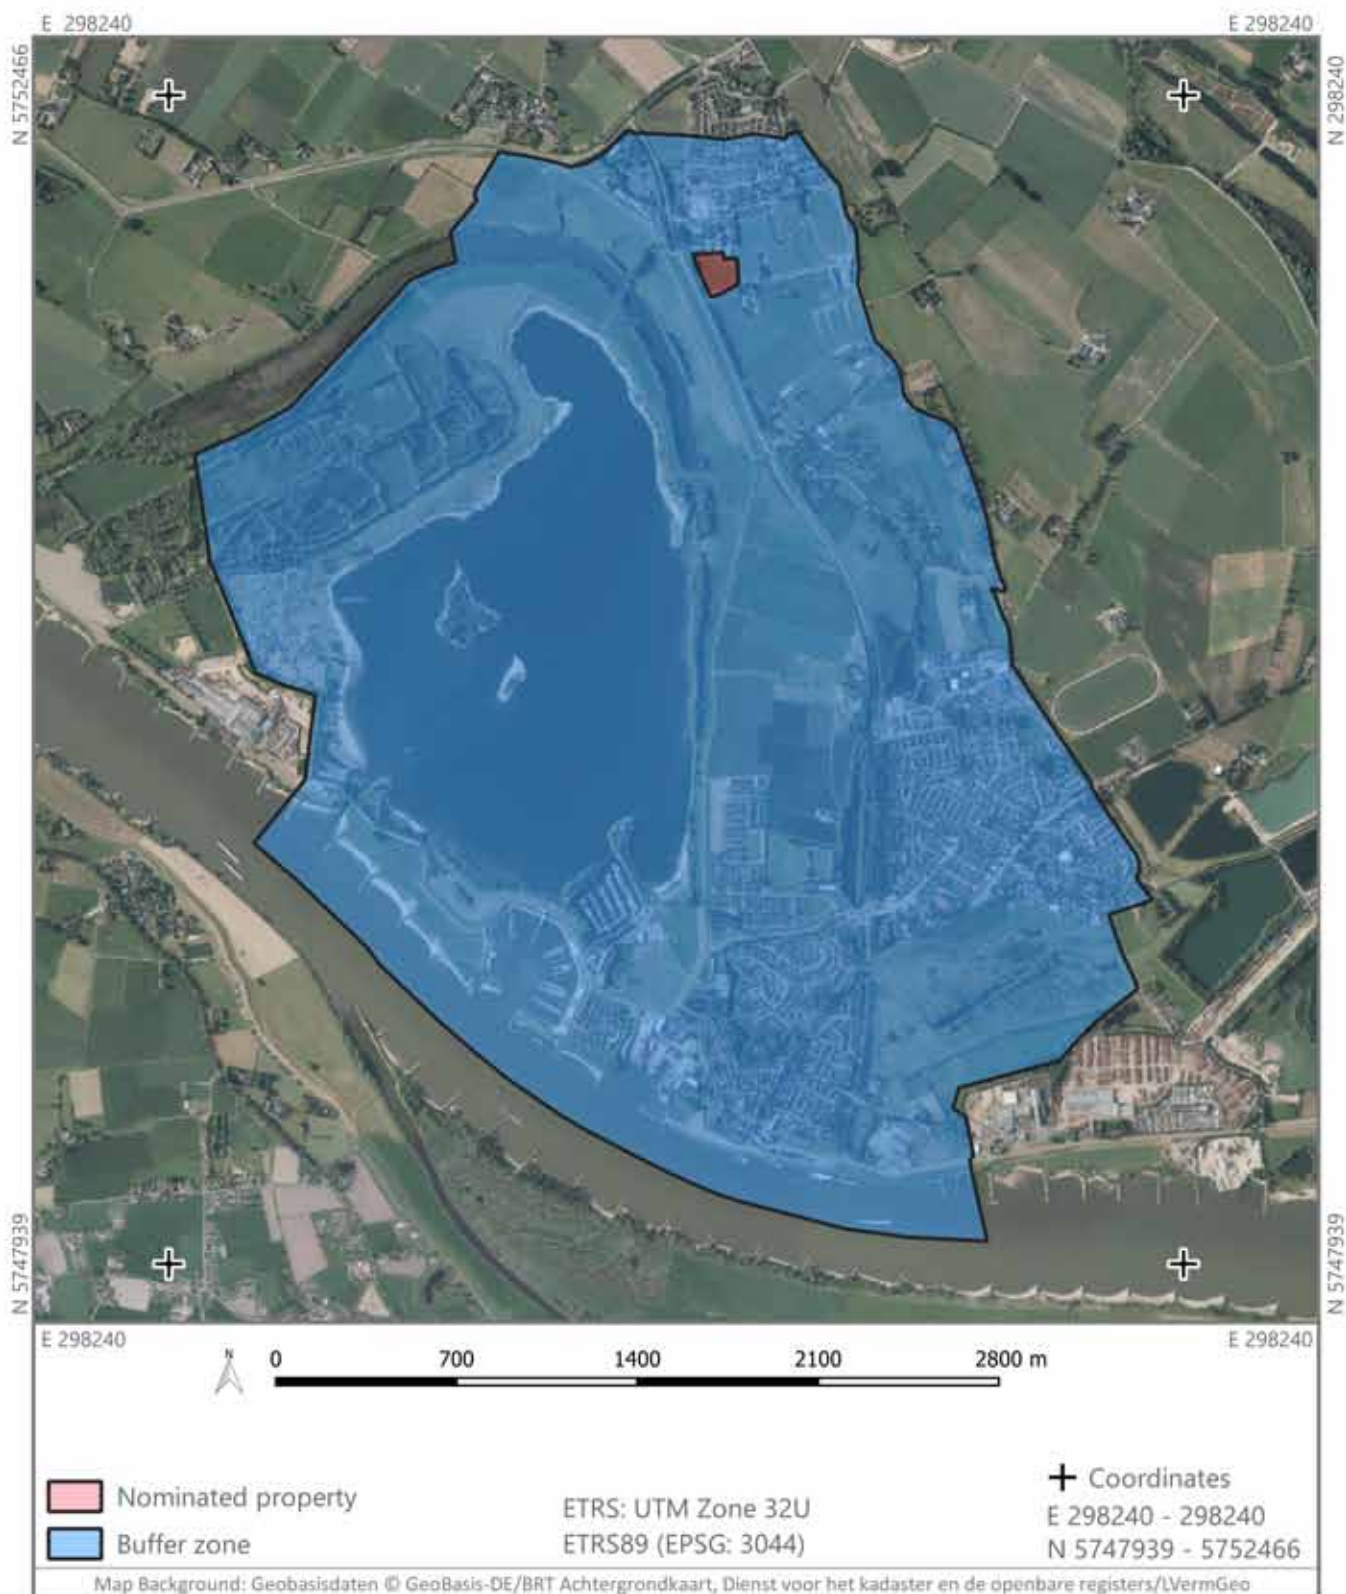 E 298240
E 298240
N 5752466
N 298240
N 5747939
N 5747939
E 298240
E 298240
N
0 700 1400 2100 2800 m
Nominated property
Buffer zone
ETRS: UTM Zone 32U
ETRS89 (EPSG: 3044)
Coordinates
E 298240 - 298240
N 5747939 - 5752466
Map Background: Geobasisdaten © GeoBasis-DE/BRT Achtergrondkaart, Dienst voor het kadaster en de openbare registers/LVermGeo